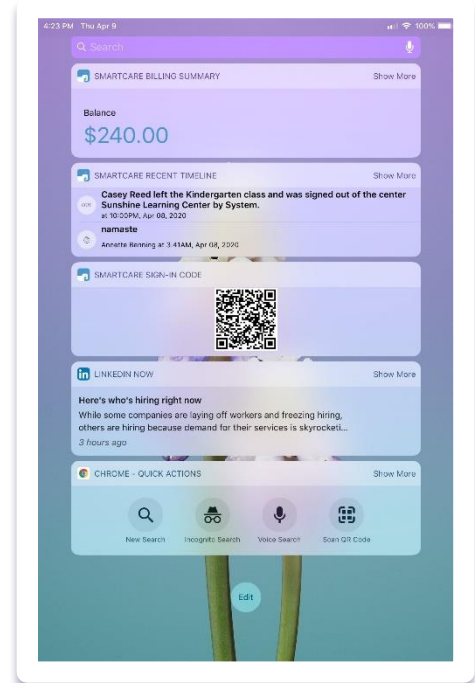 4:23 PM Thu Apr 9
100%
Search
SMARTCARE BILLING SUMMARY
Show More
Balance
$240.00
SMARTCARE RECENT TIMELINE
Show More
Casey Reed left the Kindergarten class and was signed out of the center
Sunshine Learning Center by System.
at 10:00PM, Apr 08, 2020
namaste
Annette Benning at 3:41AM, Apr 08, 2020
SMARTCARE SIGN-IN CODE
in LINKEDIN NOW
Show More
Here's who's hiring right now
While some companies are laying off workers and freezing hiring,
others are hiring because demand for their services is skyrocketi...
3 hours ago
CHROME - QUICK ACTIONS
Show More
New Search
Incognito Search
Voice Search
Scan QR Code
Edit